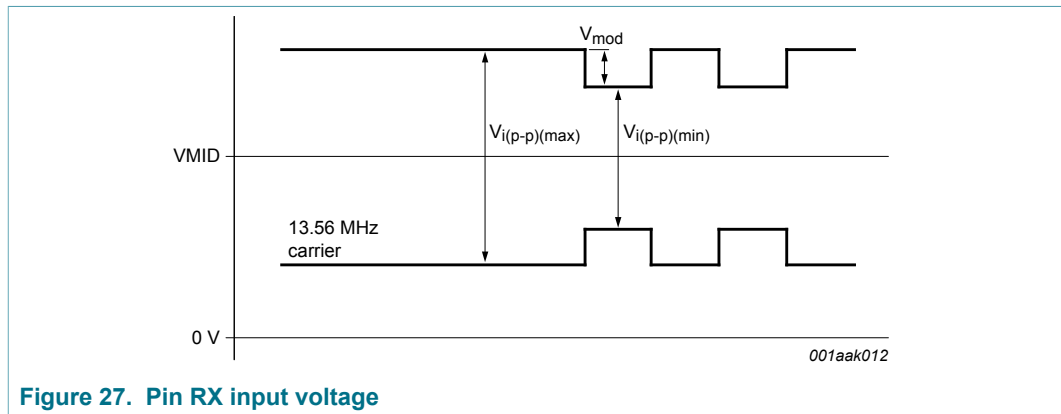 Vmod
Vi(p-p)(max)
Vi(p-p)(min)
VMID
13.56 MHz
carrier
0 V
001aak012
Figure 27. Pin RX input voltage